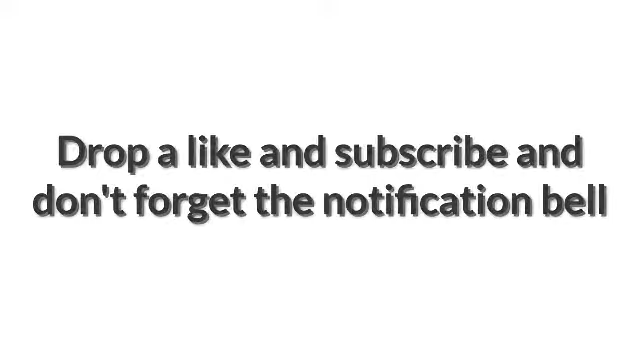 Drop a like and subscribe and
don't forget the notification bell